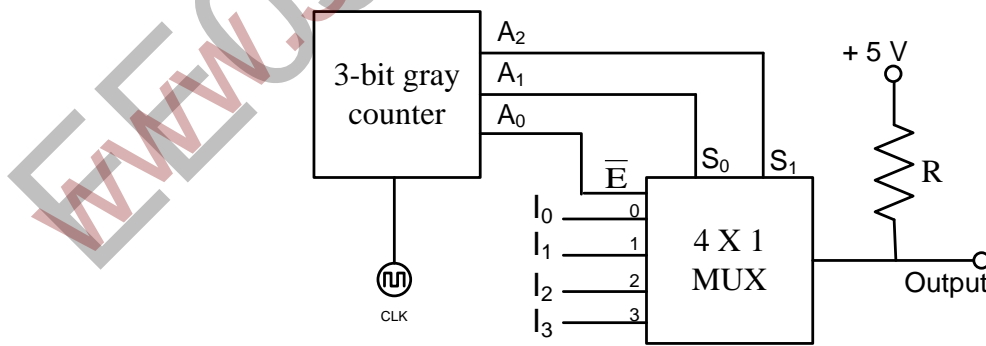 3-bit gray
counter
A₂
A₁
A₀
CLK
+ 5 V
R
S₀
S₁
E̅
I₀
0
I₁
1
I₂
2
I₃
3
4 X 1
MUX
Output